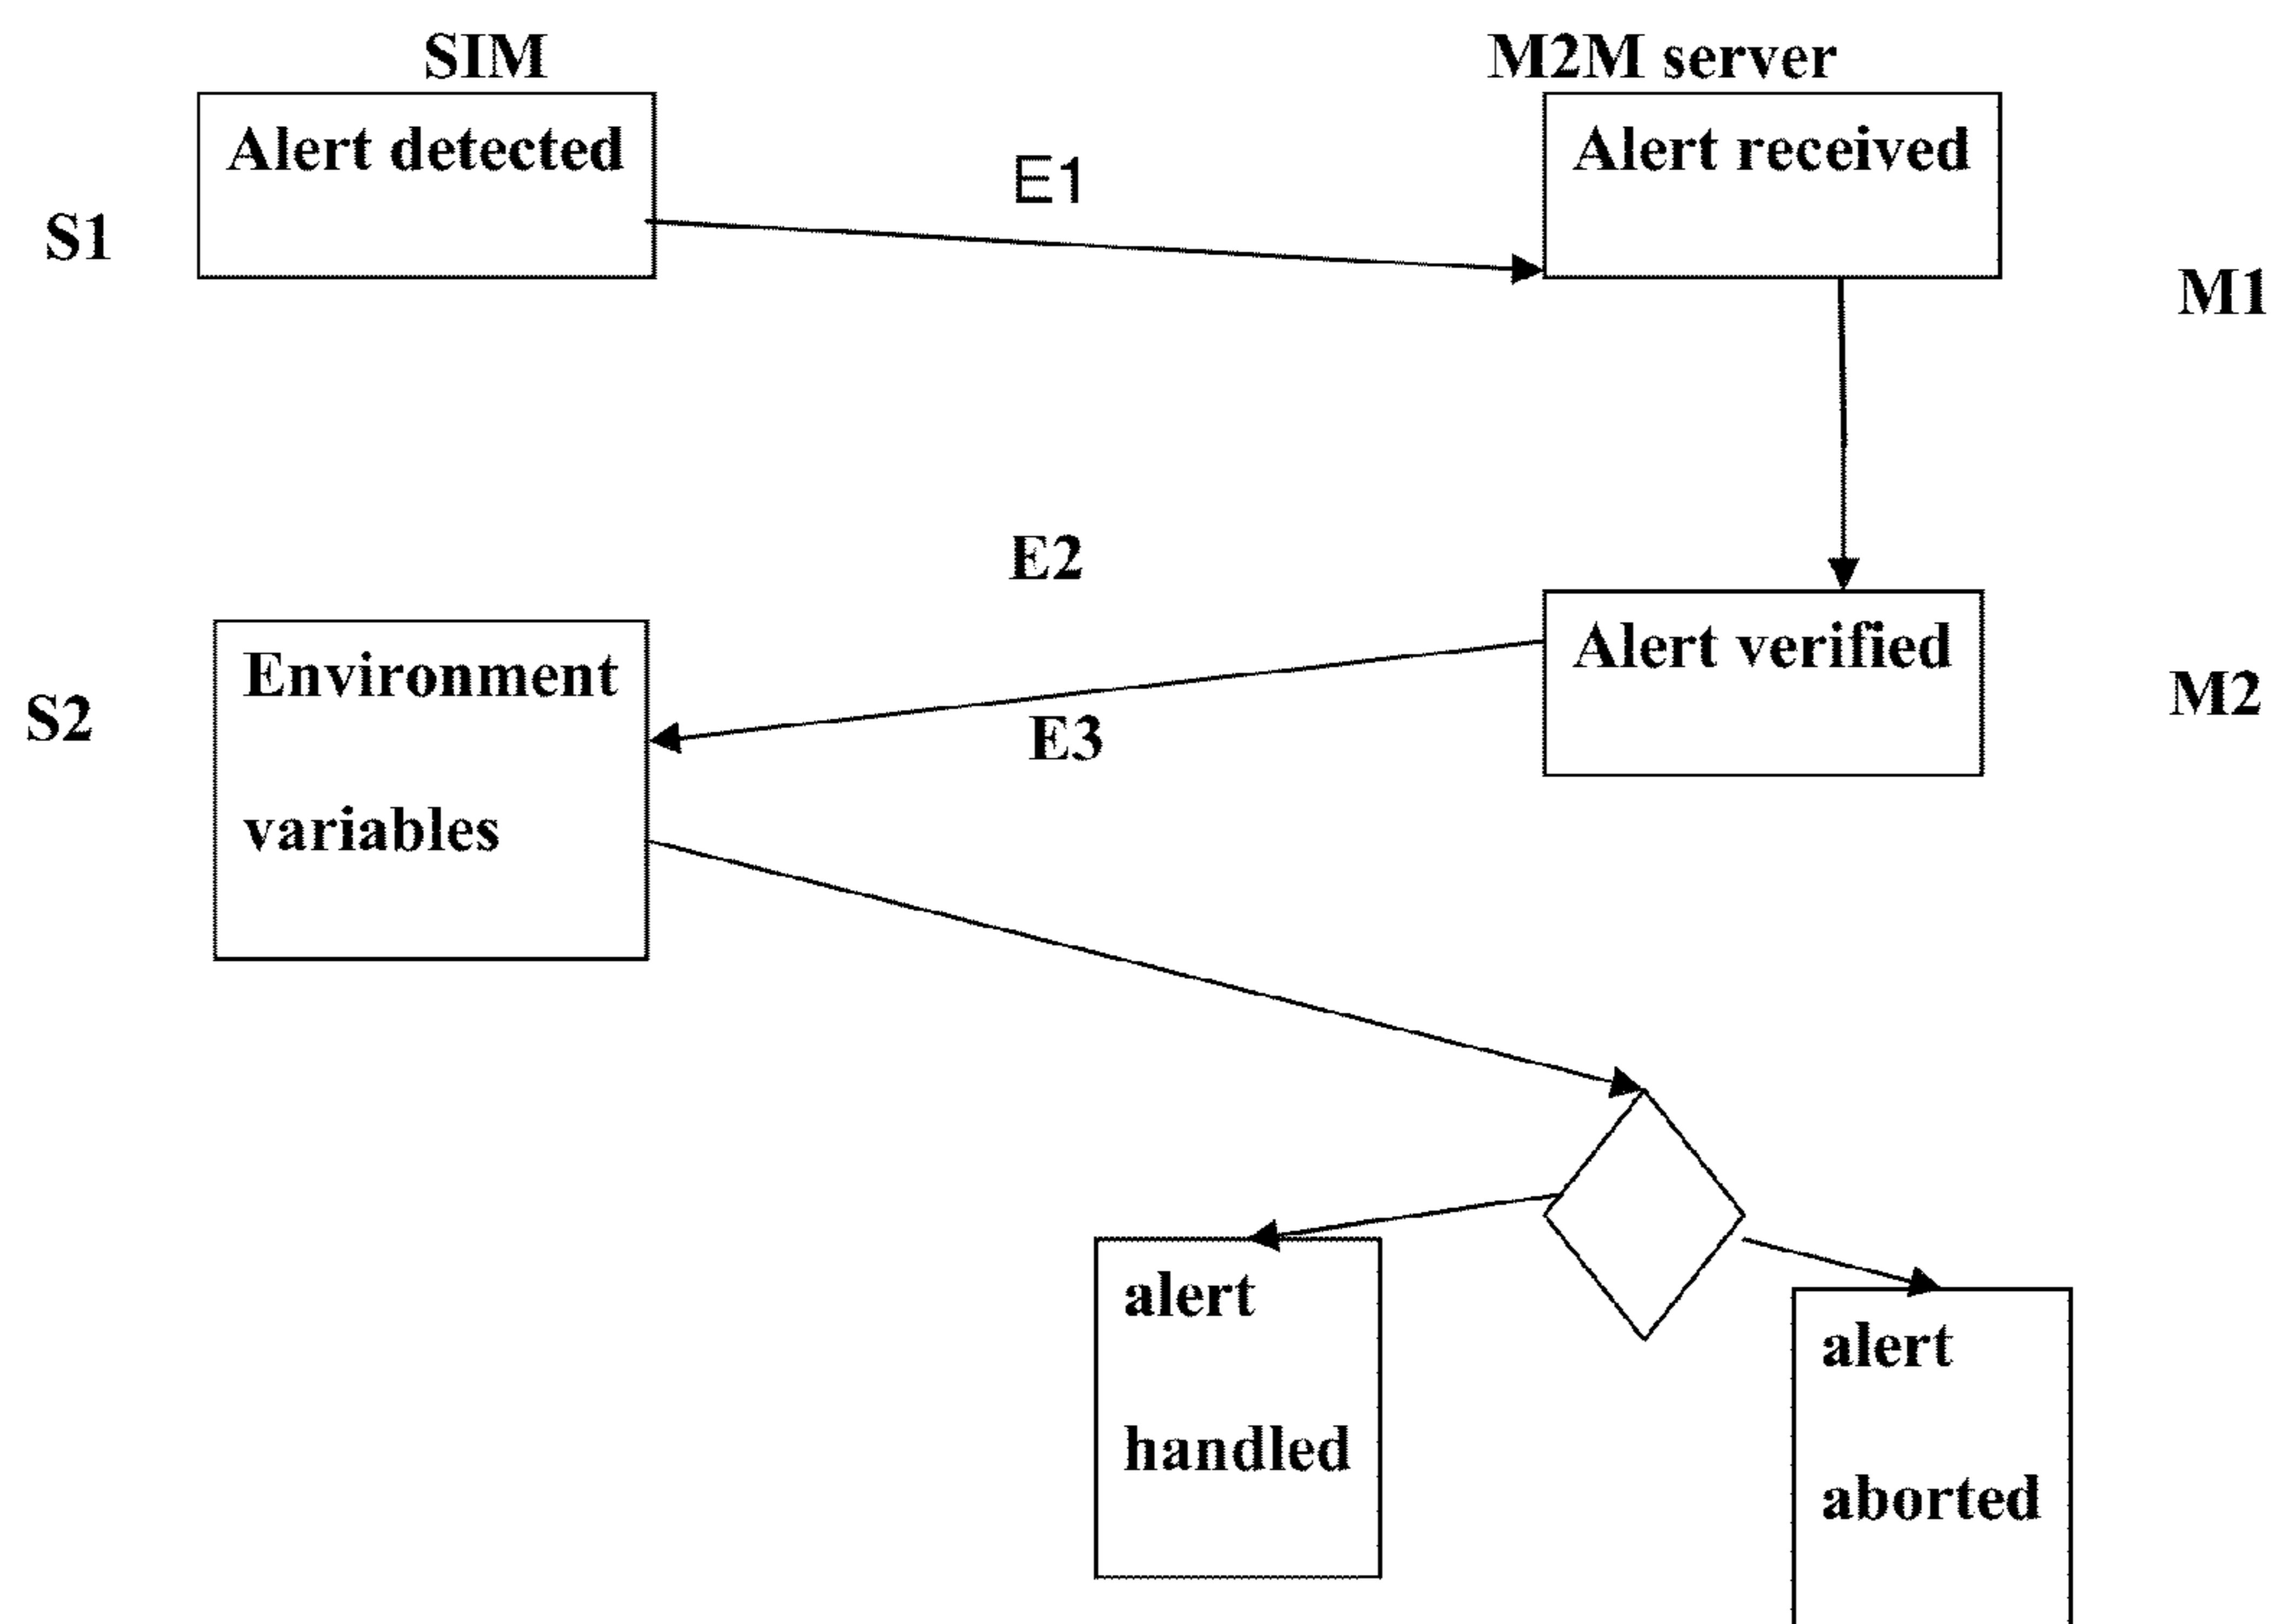 SIM
M2M server
Alert detected
E1
Alert received
S1
M1
E2
Environment
variables
S2
E3
Alert verified
M2
alert
handled
alert
aborted